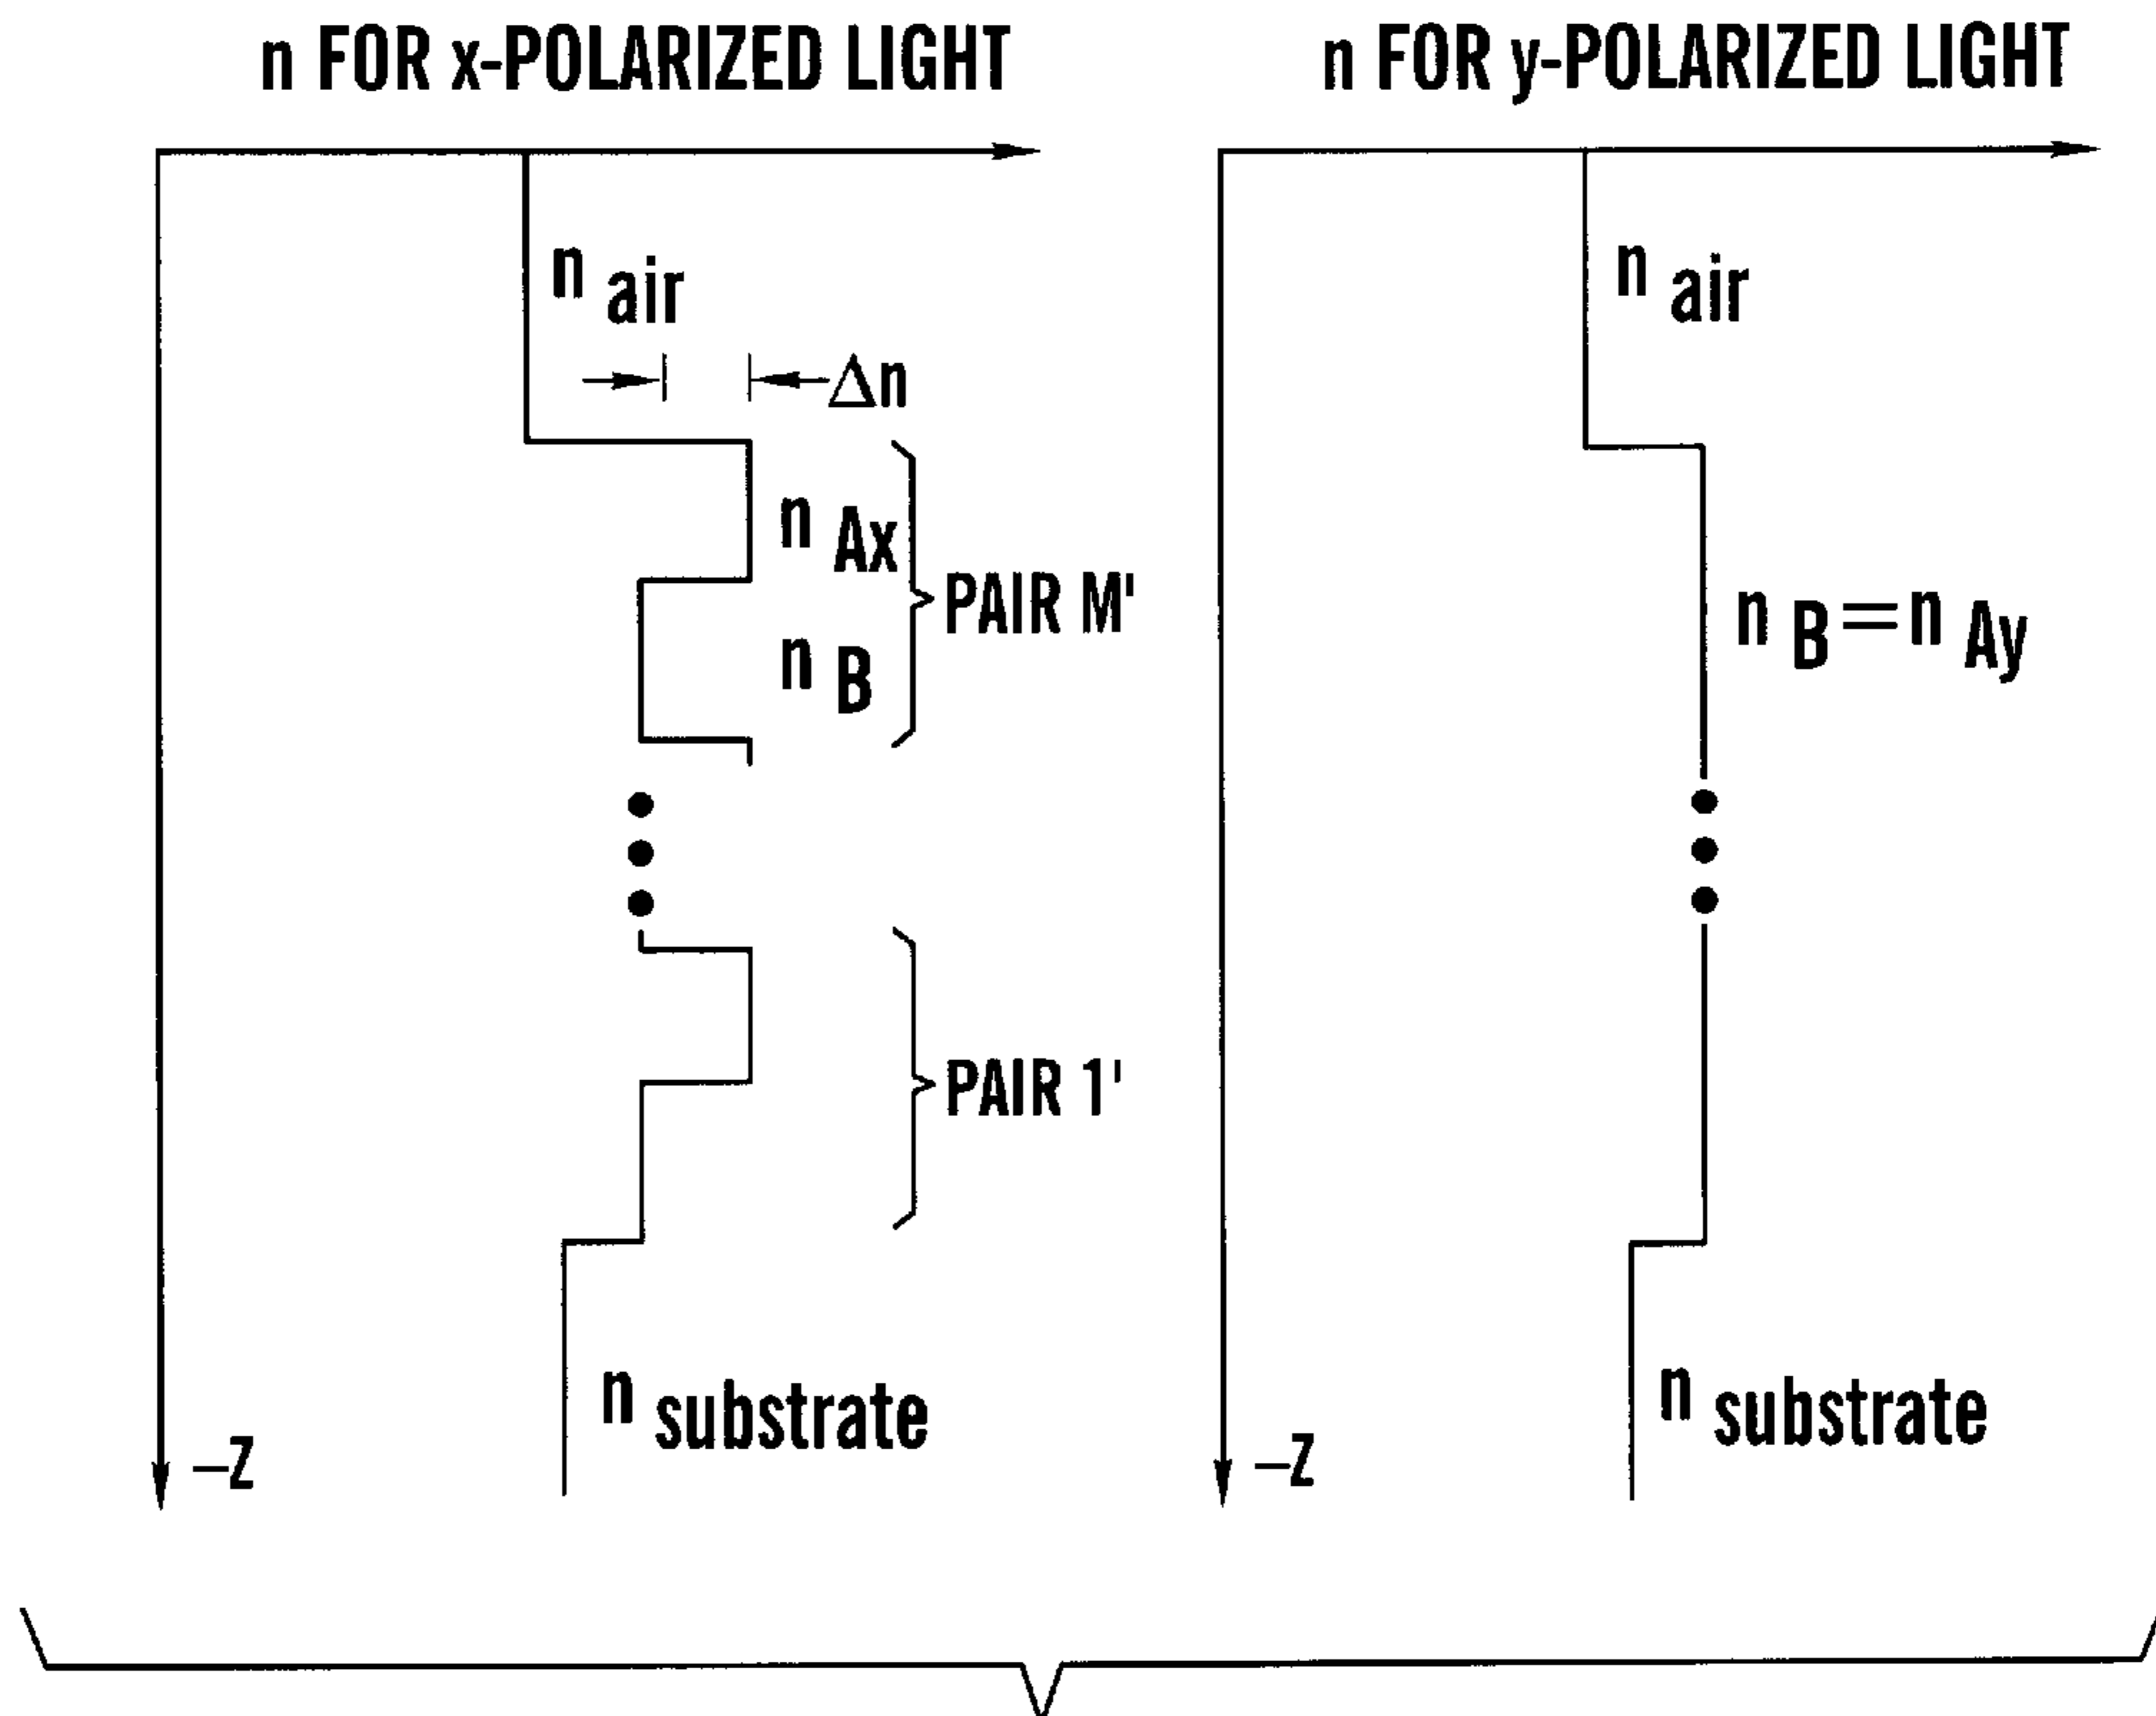 n FOR x-POLARIZED LIGHT
n air
Δn
n Ax
n B
PAIR M'
PAIR 1'
n substrate
–Z
n FOR y-POLARIZED LIGHT
n air
n B=n Ay
n substrate
–Z